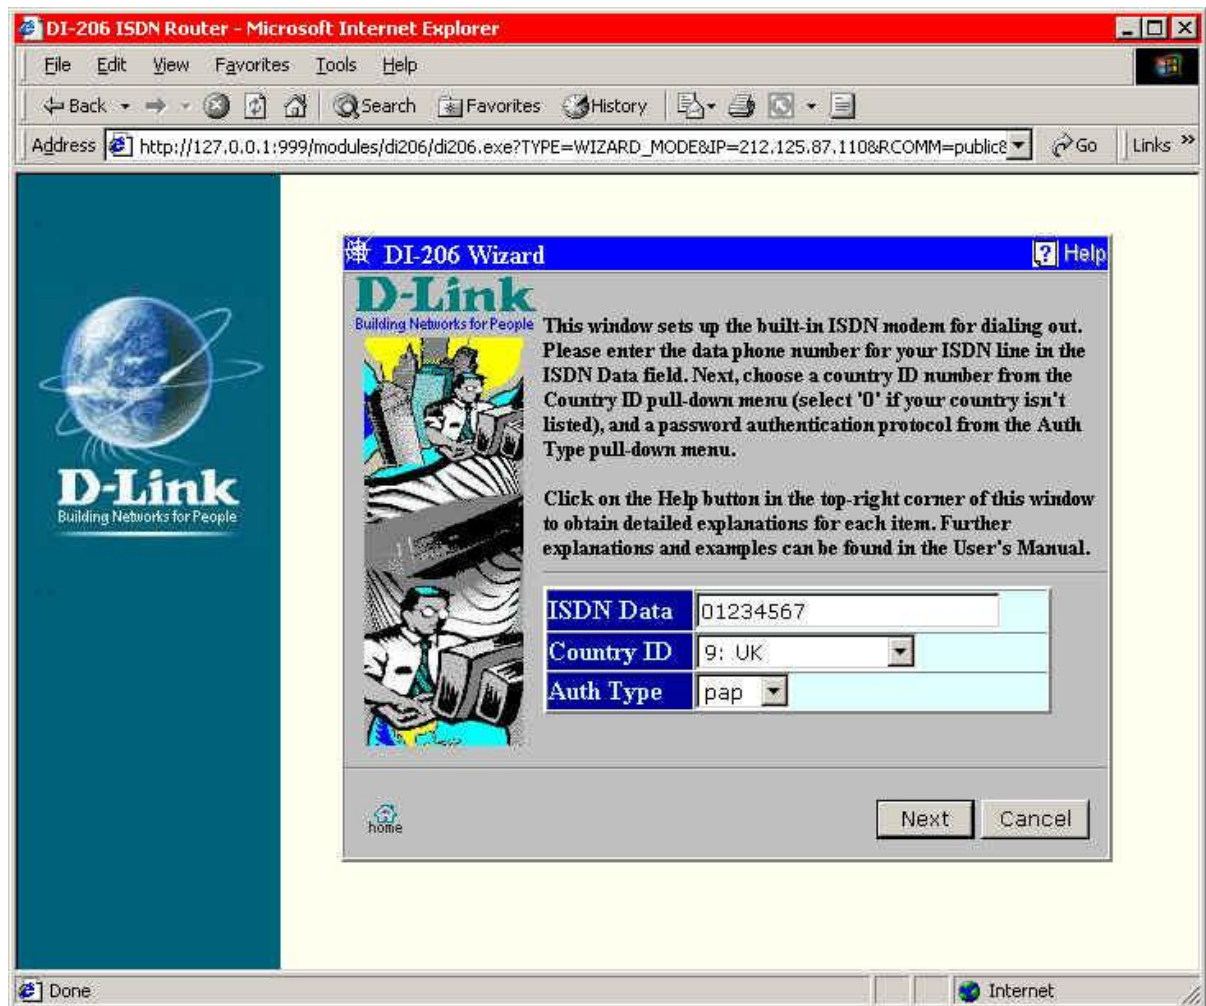 DI-206 ISDN Router - Microsoft Internet Explorer
File Edit View Favorites Tools Help
Back Search Favorites History
Address http://127.0.0.1:999/modules/di206/di206.exe?TYPE=WIZARD_MODE&IP=212.125.87.110&RCOMM=public& Go Links »
DI-206 Wizard ? Help
D-Link
Building Networks for People
This window sets up the built-in ISDN modem for dialing out.
Please enter the data phone number for your ISDN line in the
ISDN Data field. Next, choose a country ID number from the
Country ID pull-down menu (select '0' if your country isn't
listed), and a password authentication protocol from the Auth
Type pull-down menu.
Click on the Help button in the top-right corner of this window
to obtain detailed explanations for each item. Further
explanations and examples can be found in the User's Manual.
D-Link
Building Networks for People
ISDN Data 01234567
Country ID 9: UK
Auth Type pap
home
Next Cancel
Done Internet